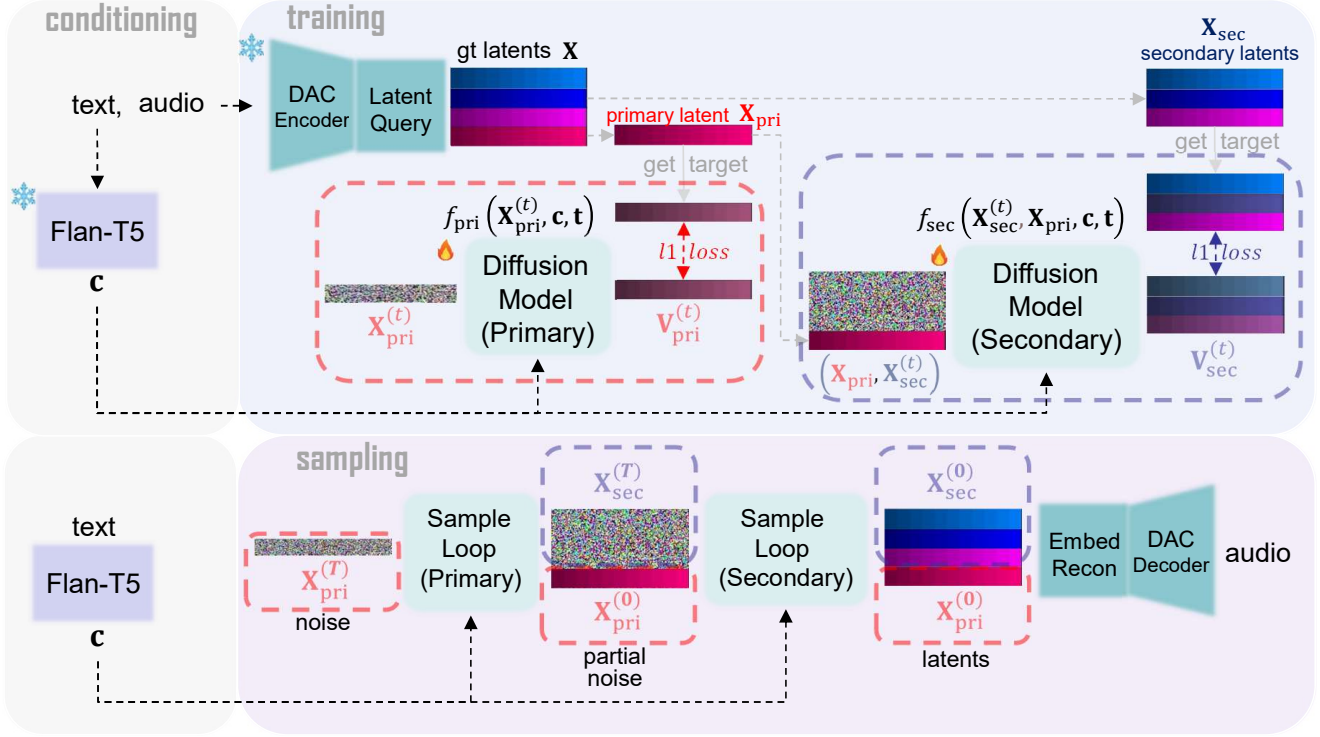 conditioning
training
text, audio
Flan-T5
c
DAC
Encoder
Latent
Query
gt latents X
primary latent X_pri
get target
X_sec
secondary latents
get target
f_pri (X_pri^(t), c, t)
Diffusion
Model
(Primary)
X_pri^(t)
l1 loss
V_pri^(t)
f_sec (X_sec^(t), X_pri, c, t)
Diffusion
Model
(Secondary)
(X_pri, X_sec^(t))
l1 loss
V_sec^(t)
sampling
text
Flan-T5
c
X_pri^(T)
noise
Sample
Loop
(Primary)
X_sec^(T)
X_pri^(0)
partial
noise
Sample
Loop
(Secondary)
X_sec^(0)
X_pri^(0)
latents
Embed
Recon
DAC
Decoder
audio